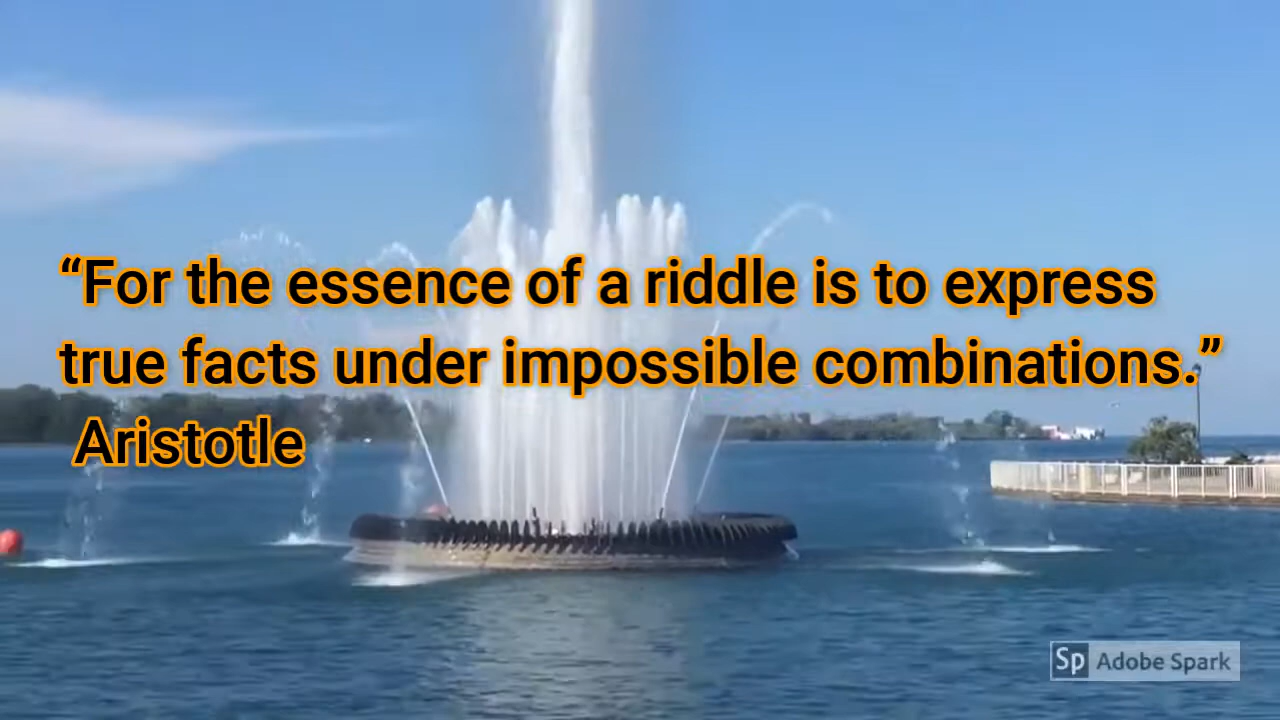 “For the essence of a riddle is to express
true facts under impossible combinations.”
Aristotle
Sp Adobe Spark